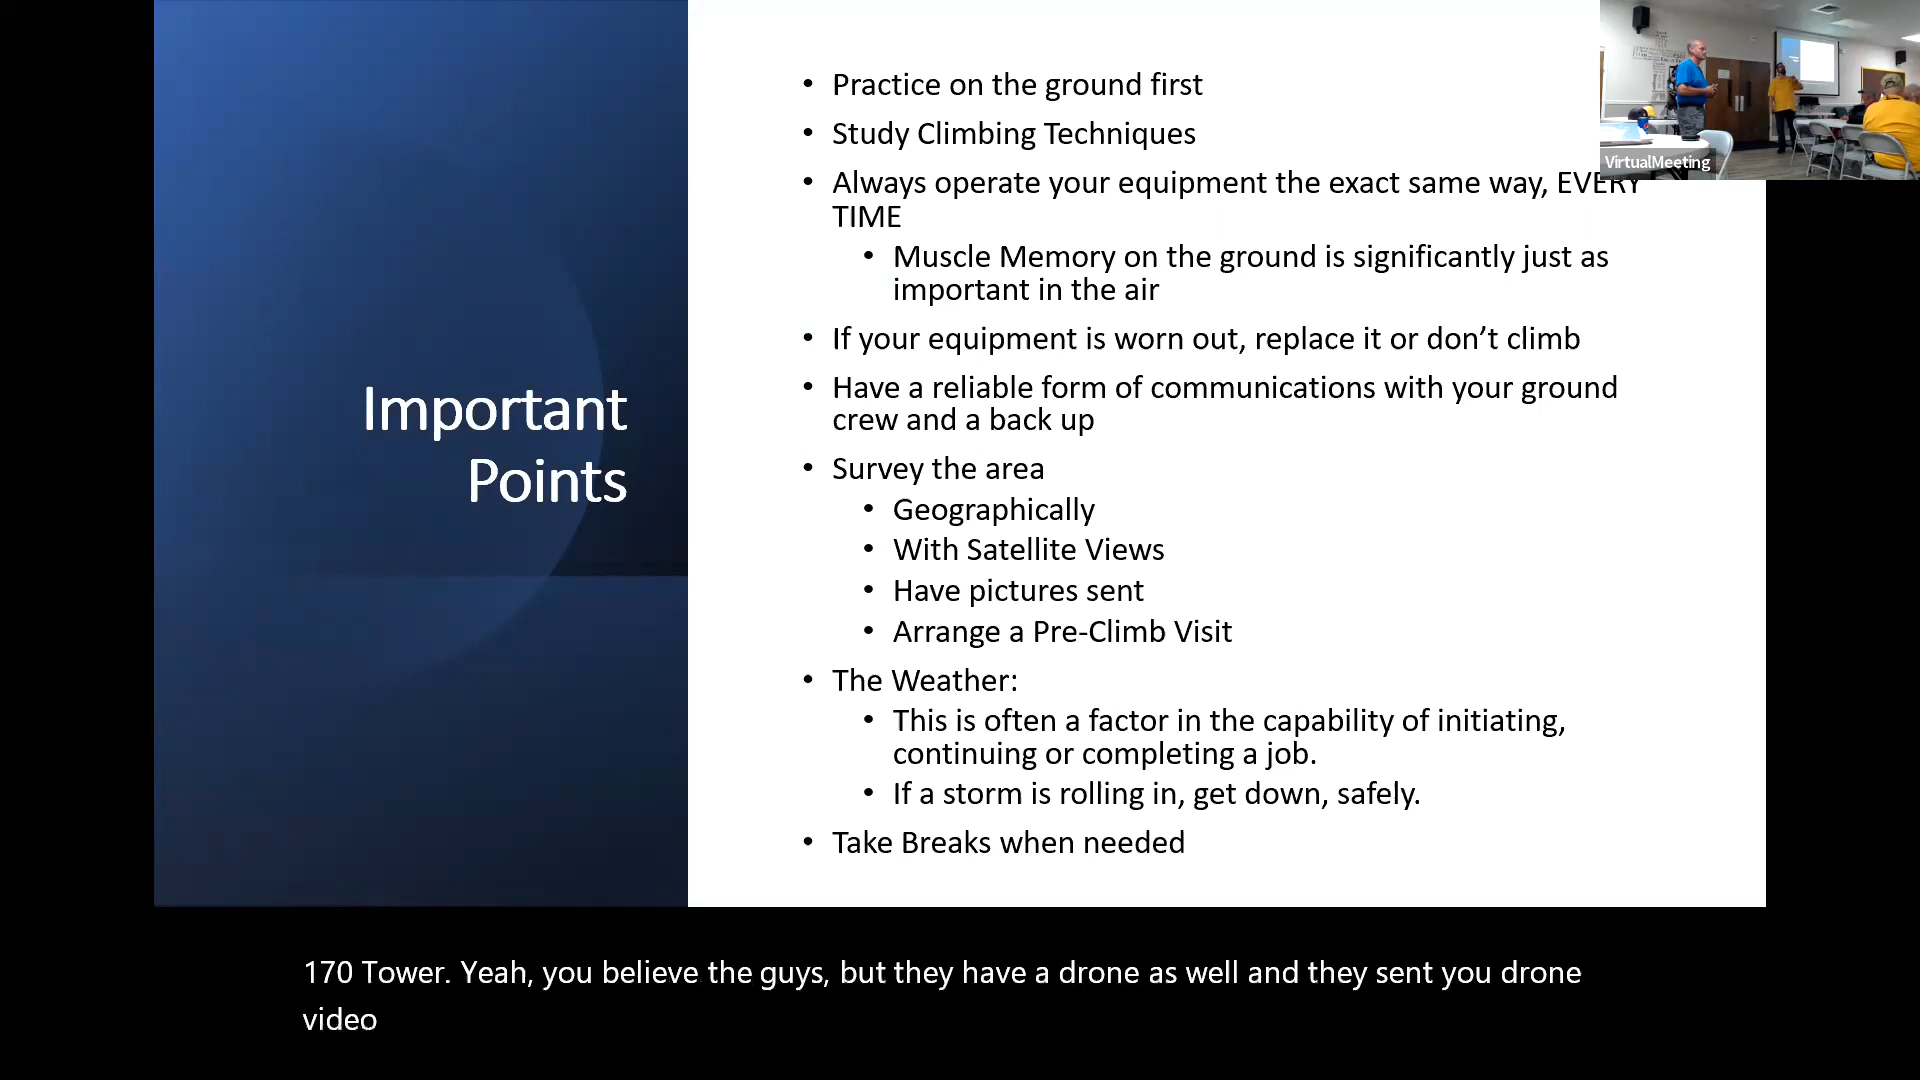 Important
Points
• Practice on the ground first
• Study Climbing Techniques
• Always operate your equipment the exact same way, EVERY
TIME
• Muscle Memory on the ground is significantly just as
important in the air
• If your equipment is worn out, replace it or don’t climb
• Have a reliable form of communications with your ground
crew and a back up
• Survey the area
• Geographically
• With Satellite Views
• Have pictures sent
• Arrange a Pre-Climb Visit
• The Weather:
• This is often a factor in the capability of initiating,
continuing or completing a job.
• If a storm is rolling in, get down, safely.
• Take Breaks when needed
VirtualMeeting
170 Tower. Yeah, you believe the guys, but they have a drone as well and they sent you drone
video